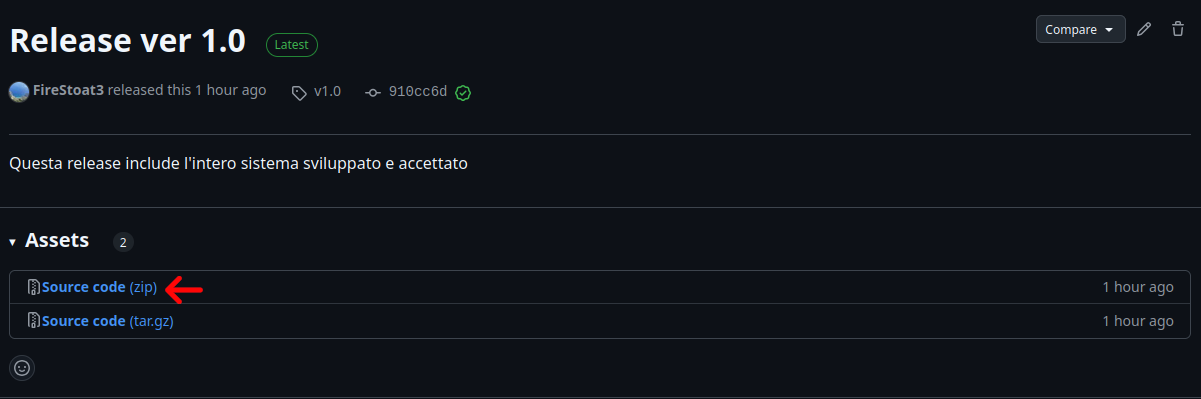 Release ver 1.0 Latest Compare
FireStoat3 released this 1 hour ago v1.0 910cc6d
Questa release include l'intero sistema sviluppato e accettato
Assets 2
Source code (zip) 1 hour ago
Source code (tar.gz) 1 hour ago